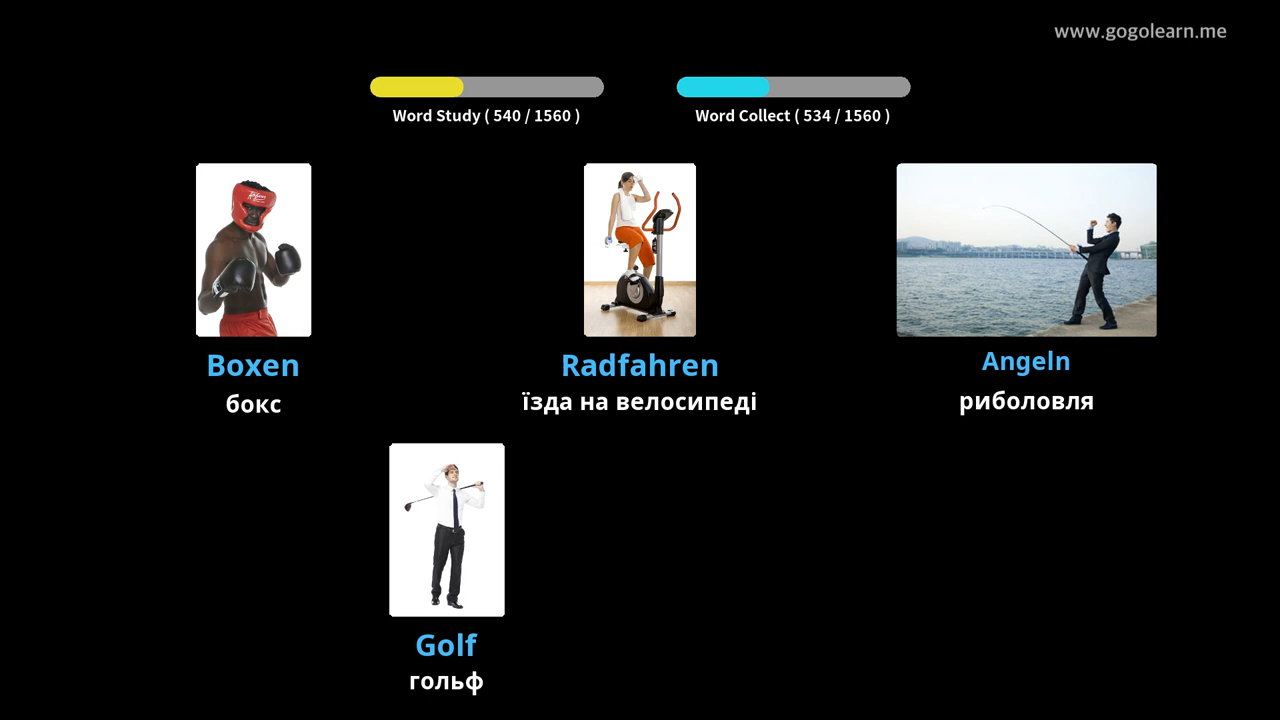 www.gogolearn.me
Word Study ( 540 / 1560 )
Word Collect ( 534 / 1560 )
Boxen
бокс
Radfahren
їзда на велосипеді
Angeln
риболовля
Golf
гольф